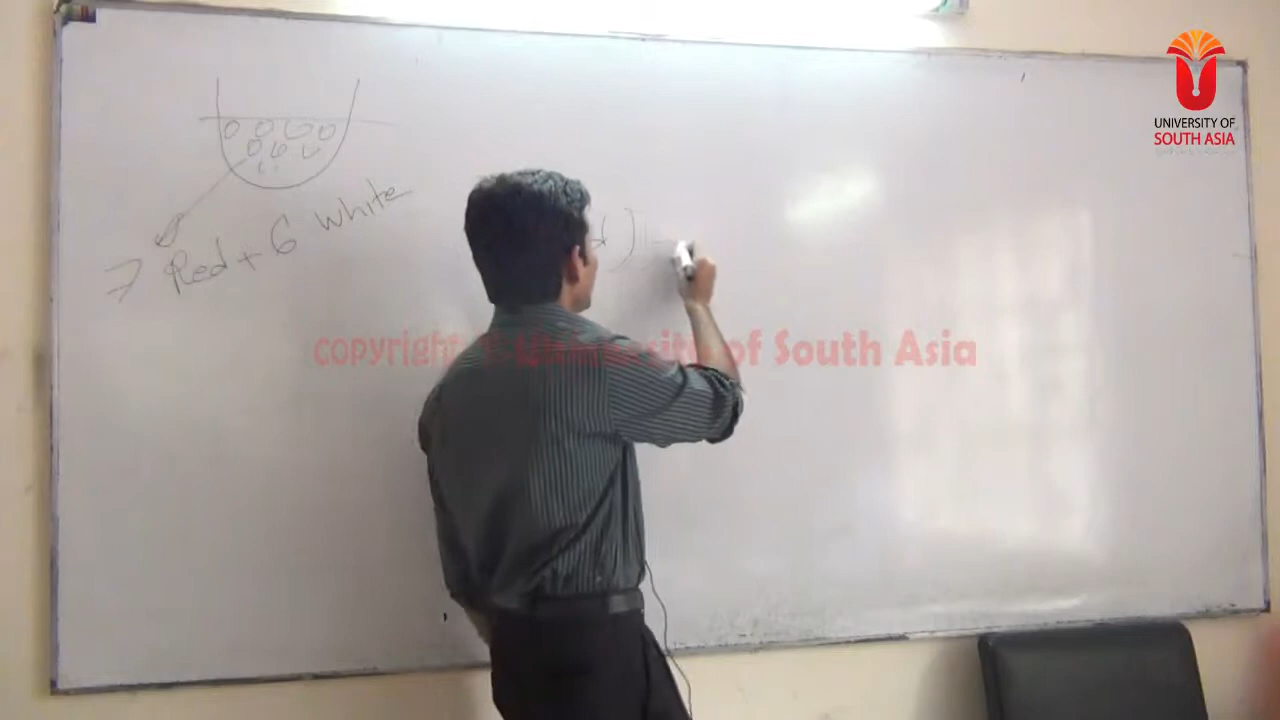 UNIVERSITY OF
SOUTH ASIA
7 Red + 6 White
d ) =
copyright University of South Asia